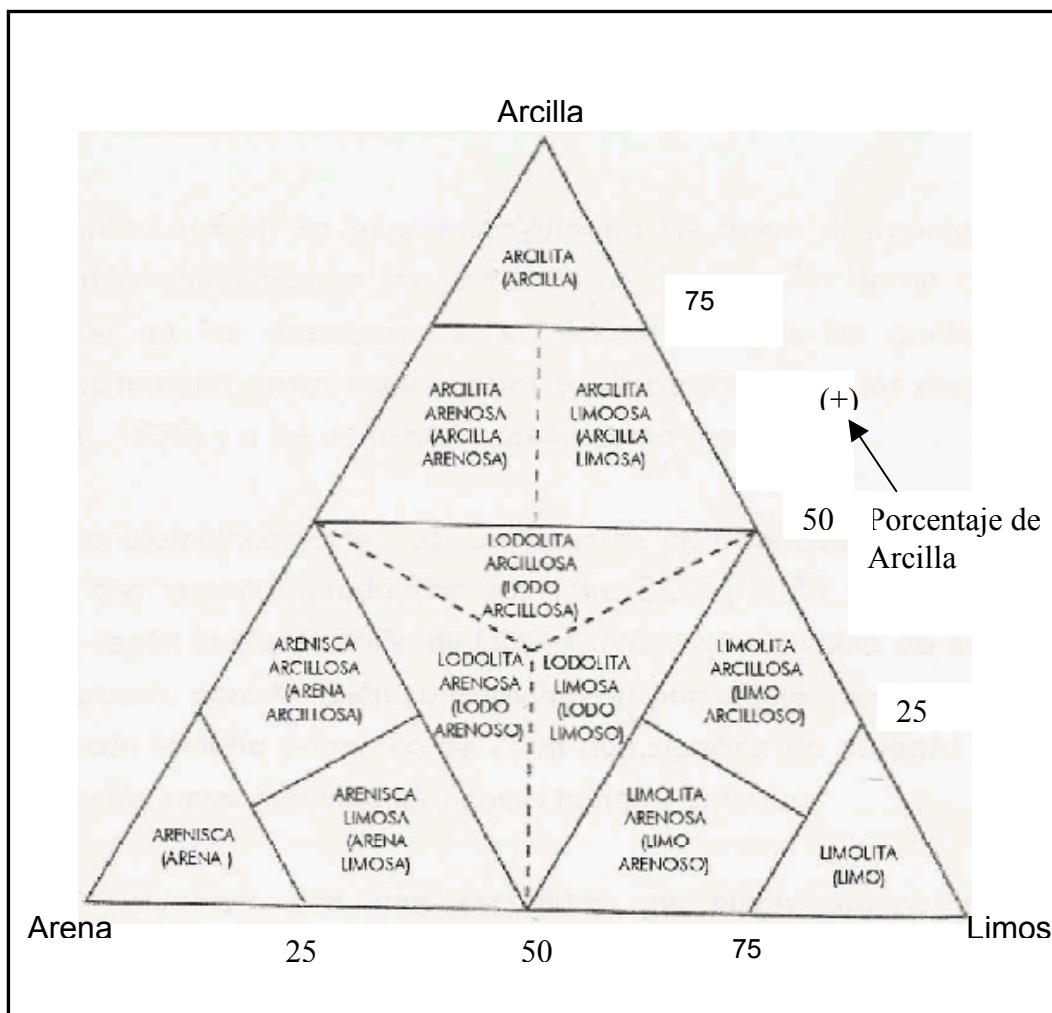 Arcilla
ARCILITA
(ARCILLA)
75
ARCILITA
ARENOSA
(ARCILLA
ARENOSA)
ARCILITA
LIMOOSA
(ARCILLA
LIMOSA)
(+)
50
Porcentaje de
Arcilla
LODOLITA
ARCILLOSA
(LODO
ARCILLOSA)
ARENISCA
ARCILLOSA
(ARENA
ARCILLOSA)
LODOLITA
ARENOSA
(LODO
ARENOSO)
LODOLITA
LIMOSA
(LODO
LIMOSO)
LIMOLITA
ARCILLOSA
(LIMO
ARCILLOSO)
25
ARENISCA
(ARENA )
ARENISCA
LIMOSA
(ARENA
LIMOSA)
LIMOLITA
ARENOSA
(LIMO
ARENOSO)
LIMOLITA
(LIMO)
Arena
Limos
25
50
75